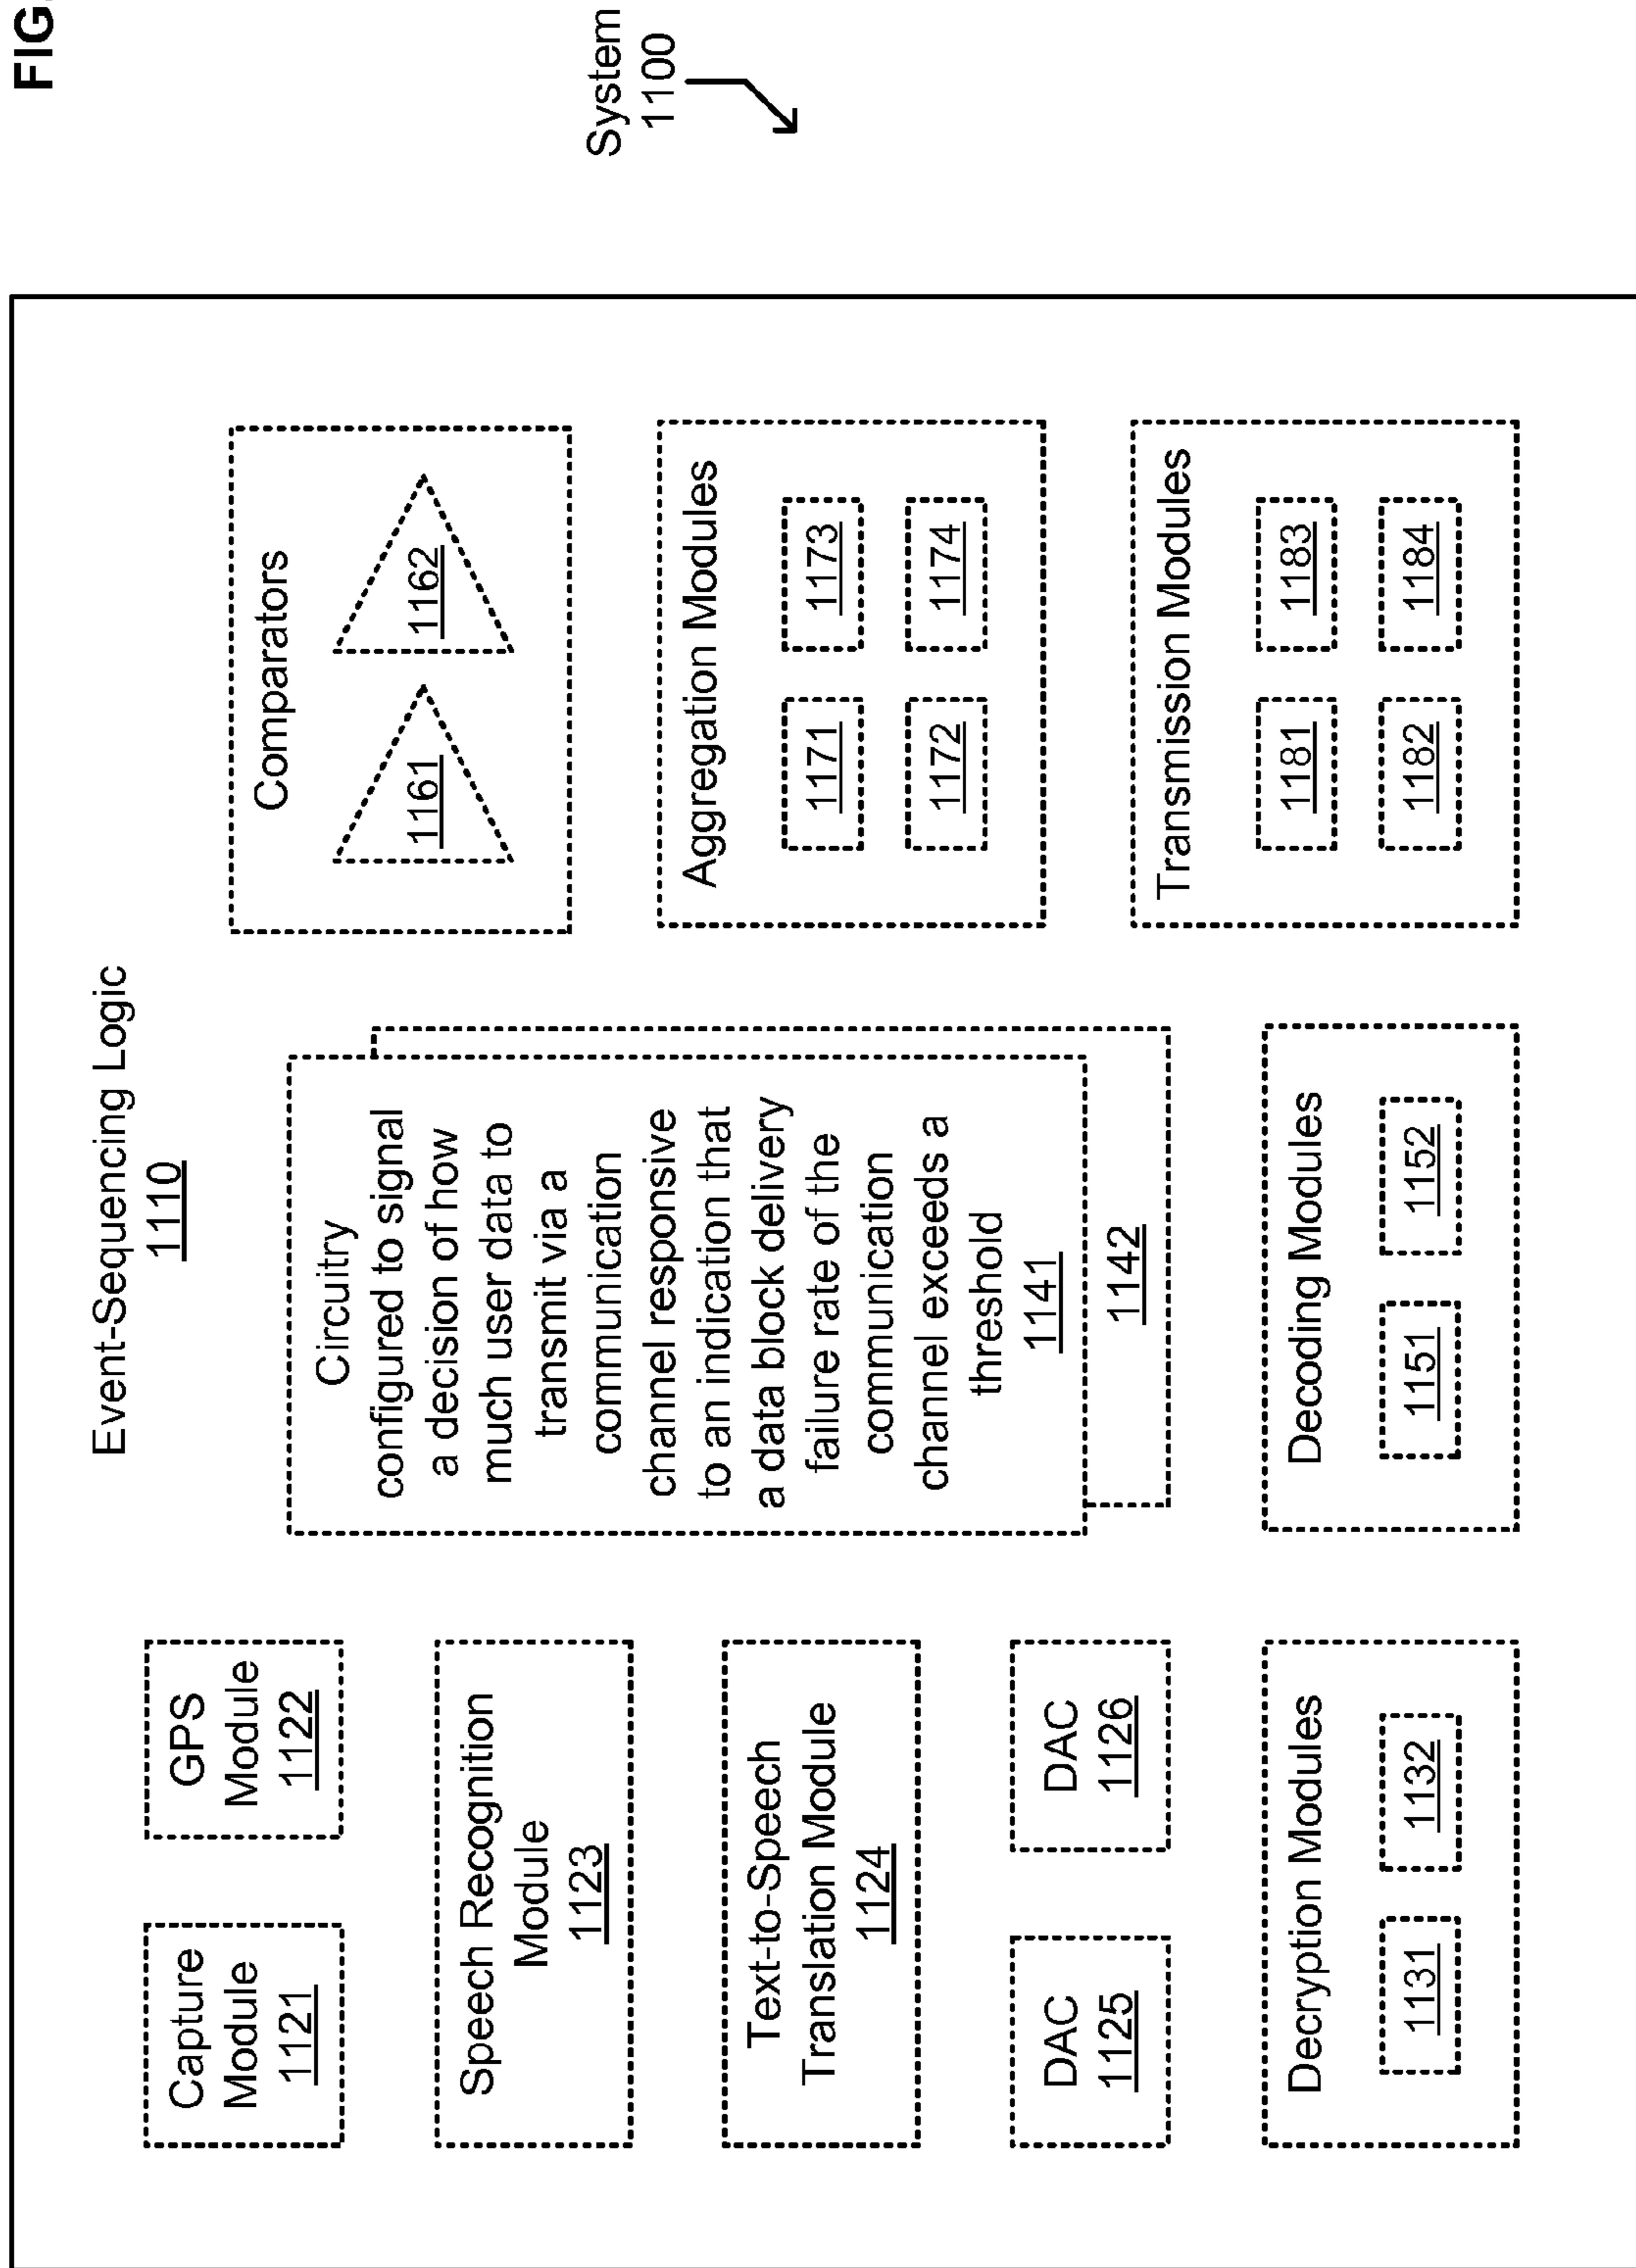 FIG.
System
1100
Event-Sequencing Logic
1110
Capture
Module
1121
GPS
Module
1122
Speech Recognition
Module
1123
Text-to-Speech
Translation Module
1124
DAC
1125
DAC
1126
Decryption Modules
1131
1132
Circuitry
configured to signal
a decision of how
much user data to
transmit via a
communication
channel responsive
to an indication that
a data block delivery
failure rate of the
communication
channel exceeds a
threshold
1141
1142
Decoding Modules
1151
1152
Comparators
1161
1162
Aggregation Modules
1171
1173
1172
1174
Transmission Modules
1181
1183
1182
1184